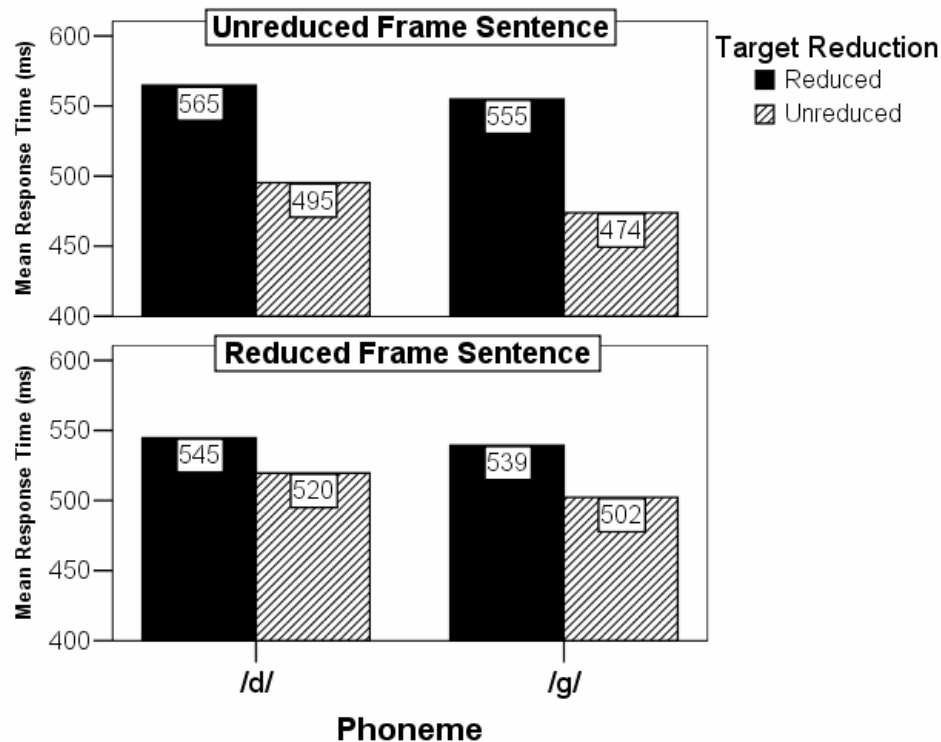 Unreduced Frame Sentence
Target Reduction
Reduced
Unreduced
Mean Response Time (ms)
600
550
500
450
400
565
495
555
474
Reduced Frame Sentence
Mean Response Time (ms)
600
550
500
450
400
545
520
539
502
/d/
/g/
Phoneme